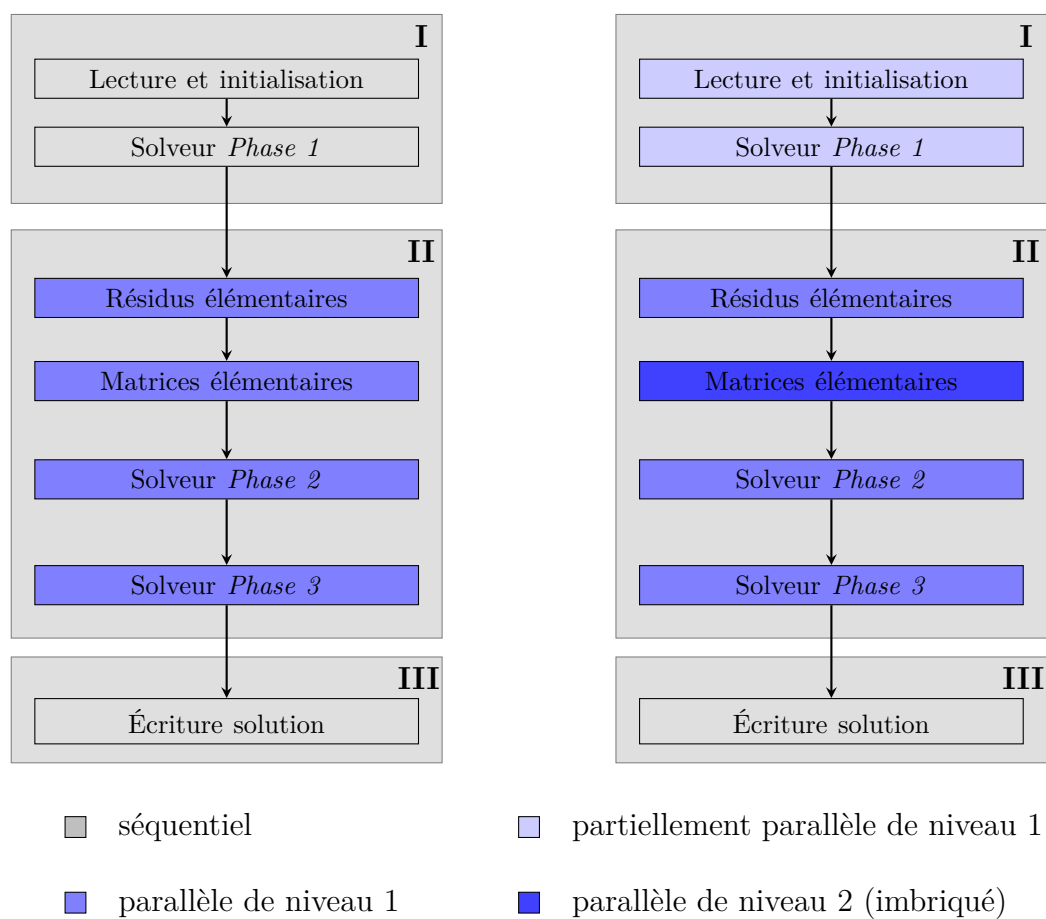 I
Lecture et initialisation
Solveur Phase 1
II
Résidus élémentaires
Matrices élémentaires
Solveur Phase 2
Solveur Phase 3
III
Écriture solution
I
Lecture et initialisation
Solveur Phase 1
II
Résidus élémentaires
Matrices élémentaires
Solveur Phase 2
Solveur Phase 3
III
Écriture solution
séquentiel
partiellement parallèle de niveau 1
parallèle de niveau 1
parallèle de niveau 2 (imbriqué)